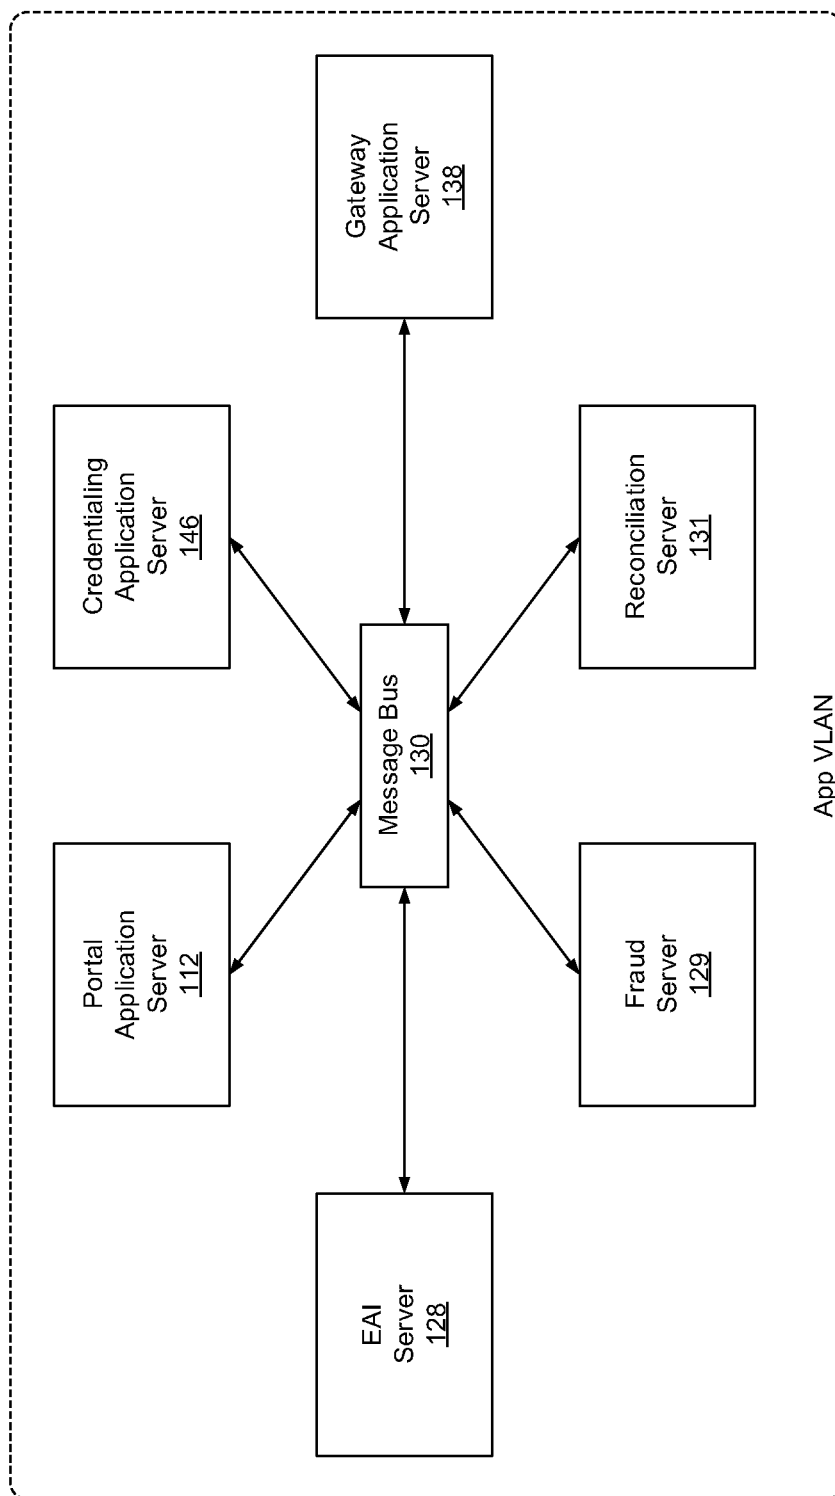 Portal
Application
Server
112
Credentialing
Application
Server
146
EAI
Server
128
Message Bus
130
Gateway
Application
Server
138
Fraud
Server
129
Reconciliation
Server
131
App VLAN